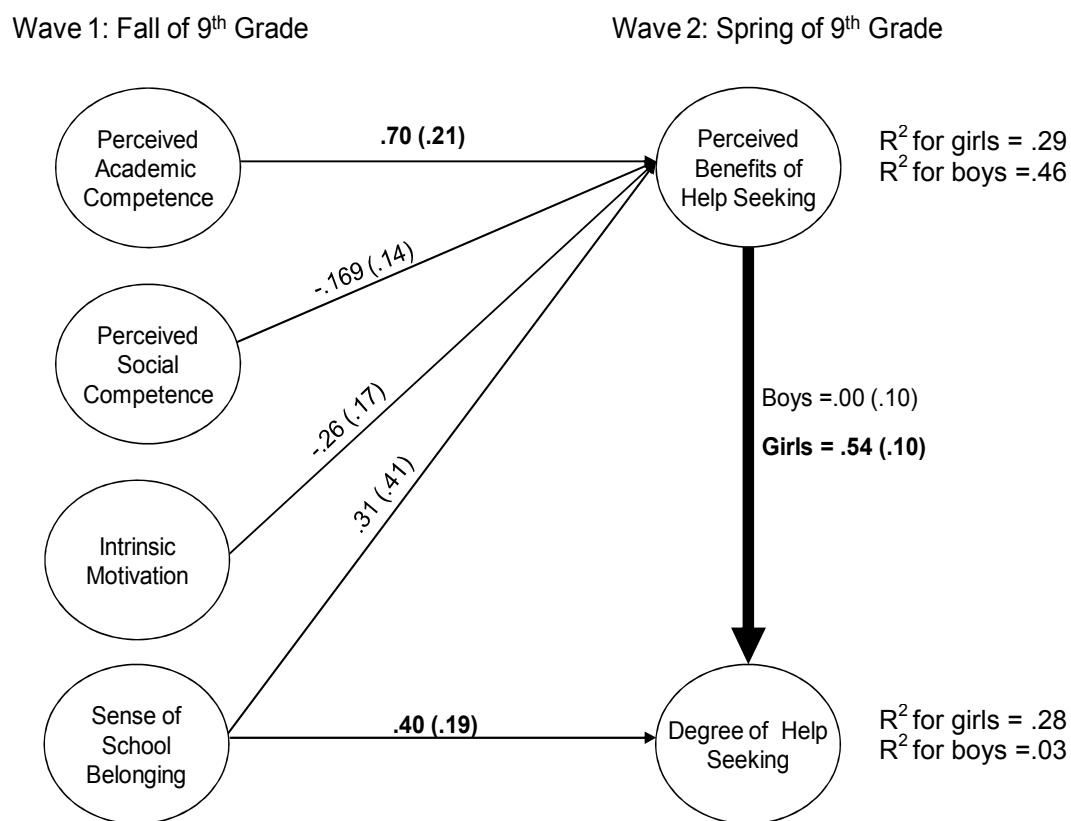 Wave 1: Fall of 9th Grade
Wave 2: Spring of 9th Grade
Perceived
Academic
Competence
.70 (.21)
Perceived
Benefits of
Help Seeking
R2 for girls = .29
R2 for boys =.46
Perceived
Social
Competence
-.169 (.14)
Intrinsic
Motivation
-.26 (.17)
.31 (.41)
Boys =.00 (.10)
Girls = .54 (.10)
Sense of
School
Belonging
.40 (.19)
Degree of Help
Seeking
R2 for girls = .28
R2 for boys =.03